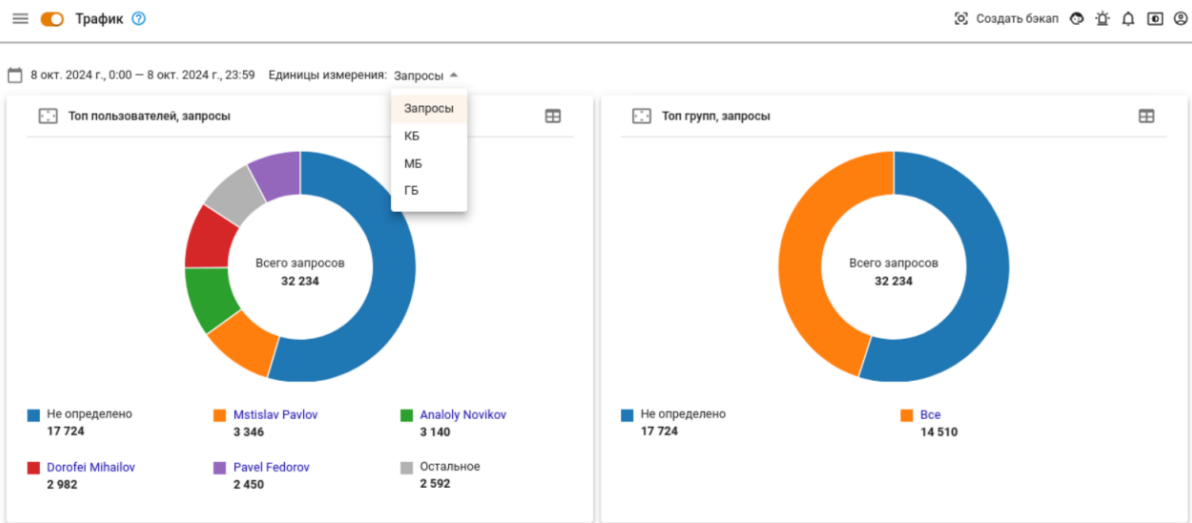 Трафик
Создать бэкап
8 окт. 2024 г., 0:00 — 8 окт. 2024 г., 23:59 Единицы измерения: Запросы
Запросы
КБ
МБ
ГБ
Топ пользователей, запросы
Всего запросов
32 234
Не определено
17 724
Mstislav Pavlov
3 346
Analoly Novikov
3 140
Dorofei Mihailov
2 982
Pavel Fedorov
2 450
Остальное
2 592
Топ групп, запросы
Всего запросов
32 234
Не определено
17 724
Все
14 510